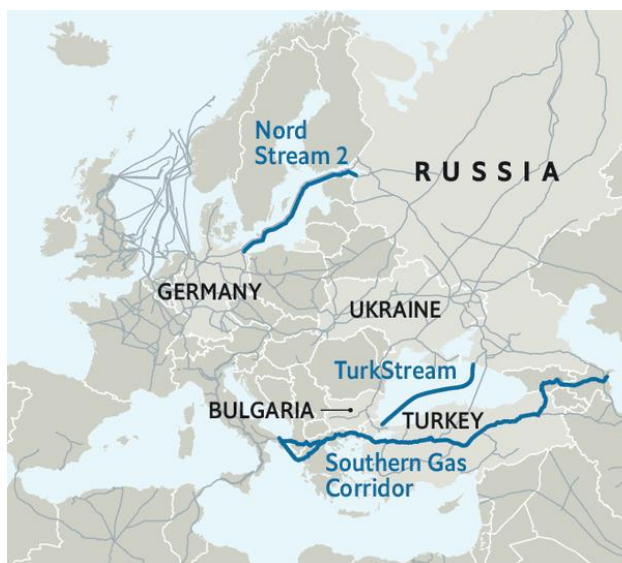 Nord
Stream 2
RUSSIA
GERMANY
UKRAINE
TurkStream
BULGARIA
TURKEY
Southern Gas
Corridor